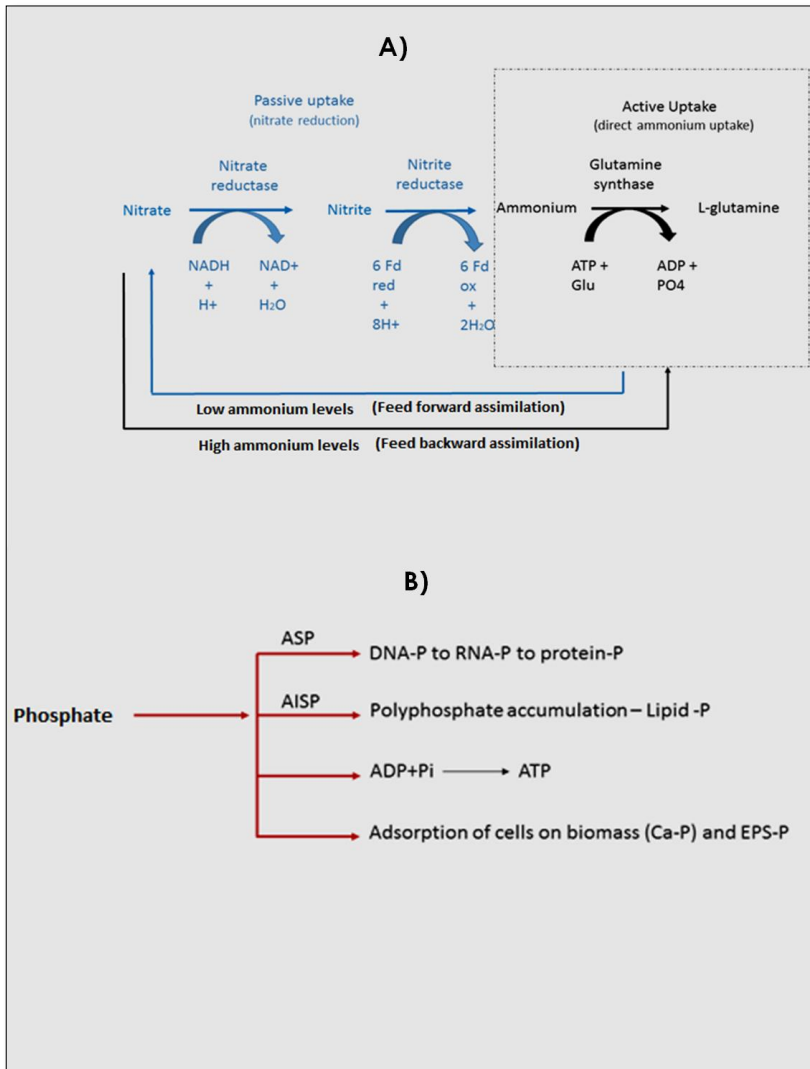 A)
Passive uptake
(nitrate reduction)
Active Uptake
(direct ammonium uptake)
Nitrate
reductase
Nitrite
reductase
Glutamine
synthase
Nitrate
Nitrite
Ammonium
L-glutamine
NADH
+
H+
NAD+
+
H2O
6 Fd
red
+
8H+
6 Fd
ox
+
2H2O
ATP +
Glu
ADP +
PO4
Low ammonium levels (Feed forward assimilation)
High ammonium levels (Feed backward assimilation)
B)
Phosphate
ASP
DNA-P to RNA-P to protein-P
AISP
Polyphosphate accumulation – Lipid -P
ADP+Pi ATP
Adsorption of cells on biomass (Ca-P) and EPS-P